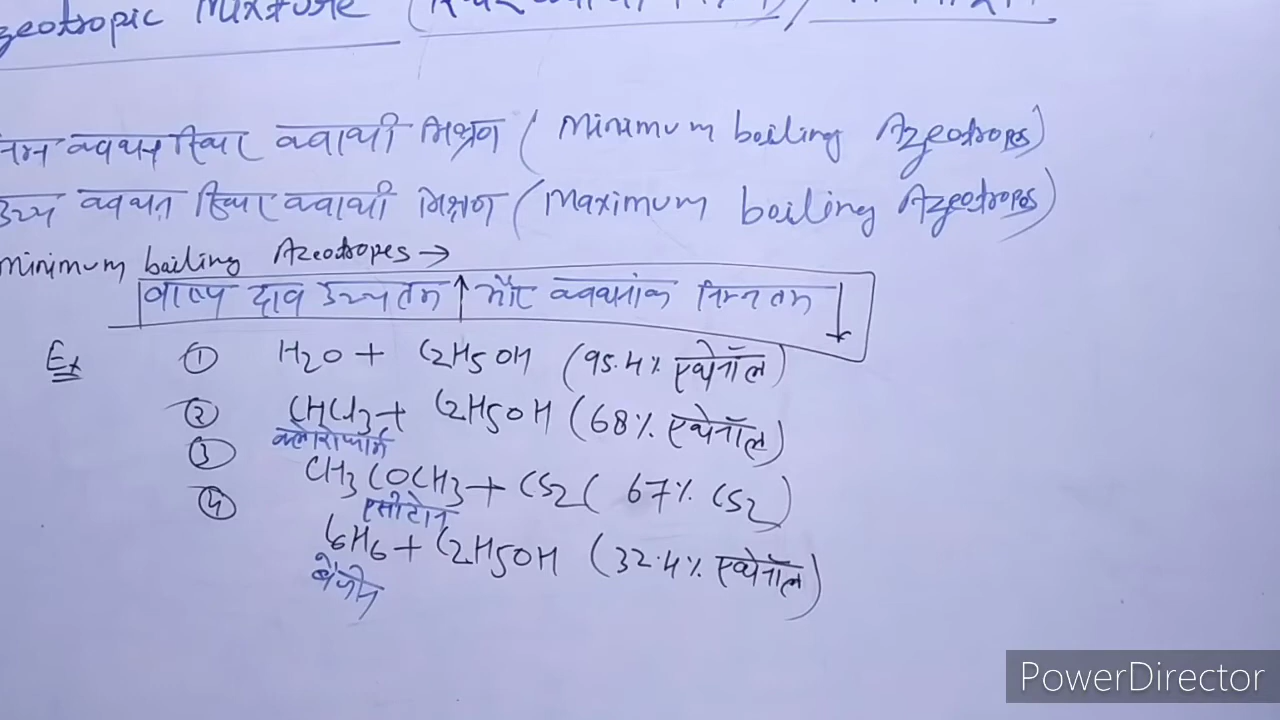 zeotropic Mixture (
निम्न क्वथन स्थिर क्वाथी मिश्रण ( Minimum boiling Azeotropes)
उच्च क्वथन स्थिर क्वाथी मिश्रण (Maximum boiling Azeotropes)
Minimum boiling Azeotropes →
वाष्प दाब उच्चतम ↑ और क्वथनांक निम्नतम ↓
Ex ① H2O + C2H5OH (95.4% एथेनॉल)
② CHCl3 + C2H5OH (68% एथेनॉल)
क्लोरोफार्म
③ CH3COCH3 + CS2 ( 67% CS2 )
एसीटोन
④ C6H6 + C2H5OH (32.4% एथेनॉल)
बेंजीन
PowerDirector